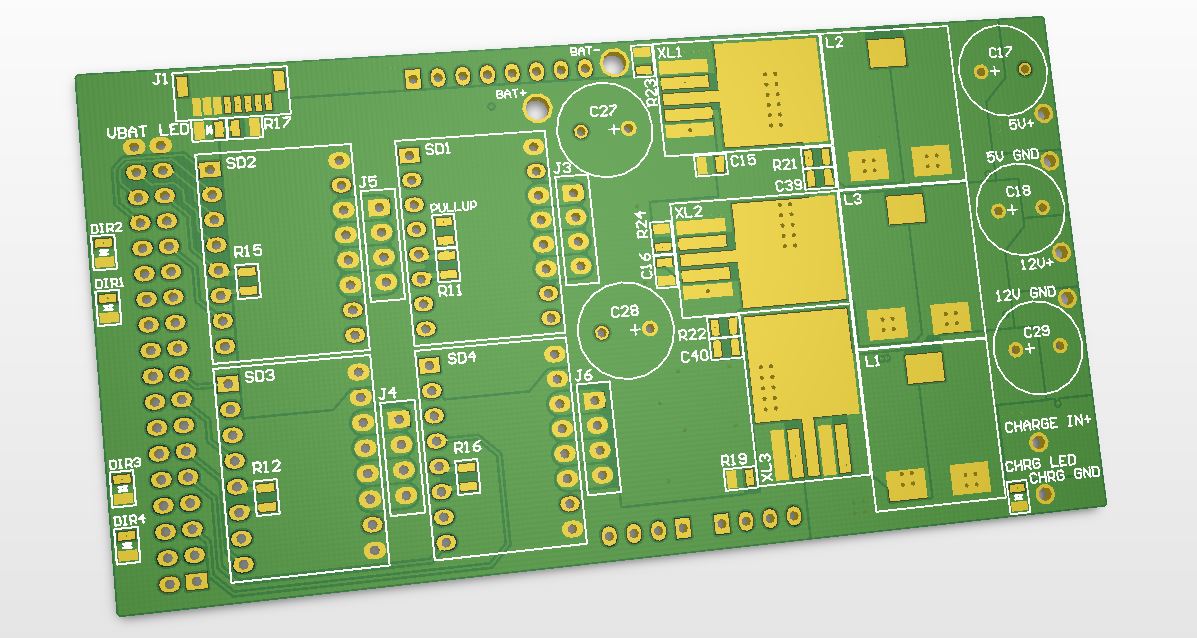 BAT-
XL1
L2
C17
J1
BAT+
R23
C27
5V+
VBAT LED
R17
SD2
SD1
J3
C15
R21
C39
5V GND
J5
PULLUP
XL2
L3
C18
DIR2
R15
R24
C16
12V+
DIR1
R11
12V GND
C28
R22
C40
C29
SD3
SD4
J6
J4
L1
CHARGE IN+
DIR3
R12
R16
R19
XL3
CHRG LED
CHRG GND
DIR4